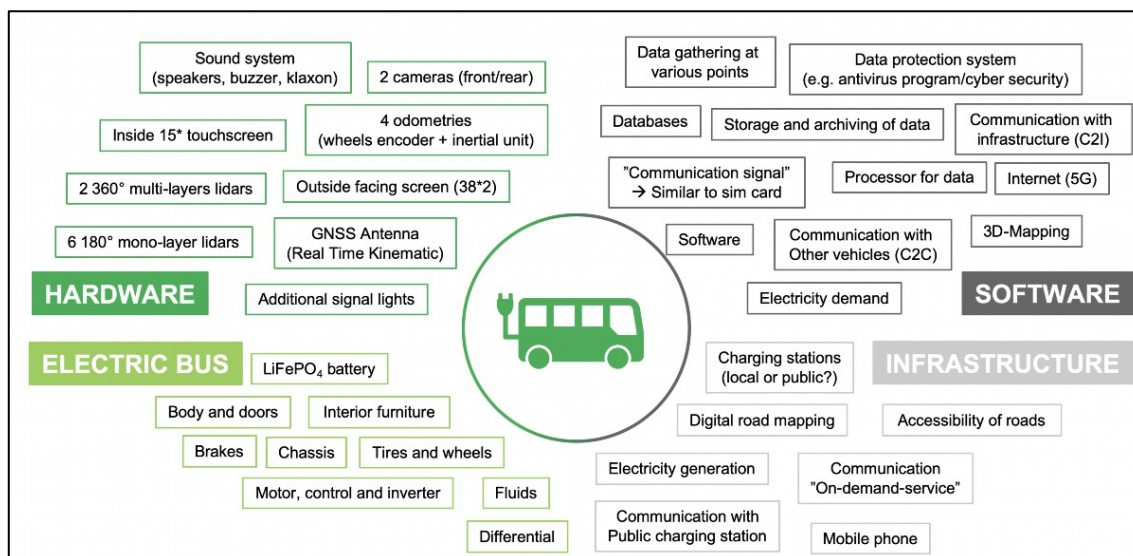 Sound system
(speakers, buzzer, klaxon)
2 cameras (front/rear)
Inside 15* touchscreen
4 odometries
(wheels encoder + inertial unit)
2 360° multi-layers lidars
Outside facing screen (38*2)
6 180° mono-layer lidars
GNSS Antenna
(Real Time Kinematic)
HARDWARE
Additional signal lights
Data gathering at
various points
Data protection system
(e.g. antivirus program/cyber security)
Databases
Storage and archiving of data
Communication with
infrastructure (C2I)
”Communication signal”
→ Similar to sim card
Processor for data
Internet (5G)
Software
Communication with
Other vehicles (C2C)
3D-Mapping
Electricity demand
SOFTWARE
ELECTRIC BUS
LiFePO₄ battery
Body and doors
Interior furniture
Brakes
Chassis
Tires and wheels
Motor, control and inverter
Fluids
Differential
Charging stations
(local or public?)
INFRASTRUCTURE
Digital road mapping
Accessibility of roads
Electricity generation
Communication
”On-demand-service”
Communication with
Public charging station
Mobile phone